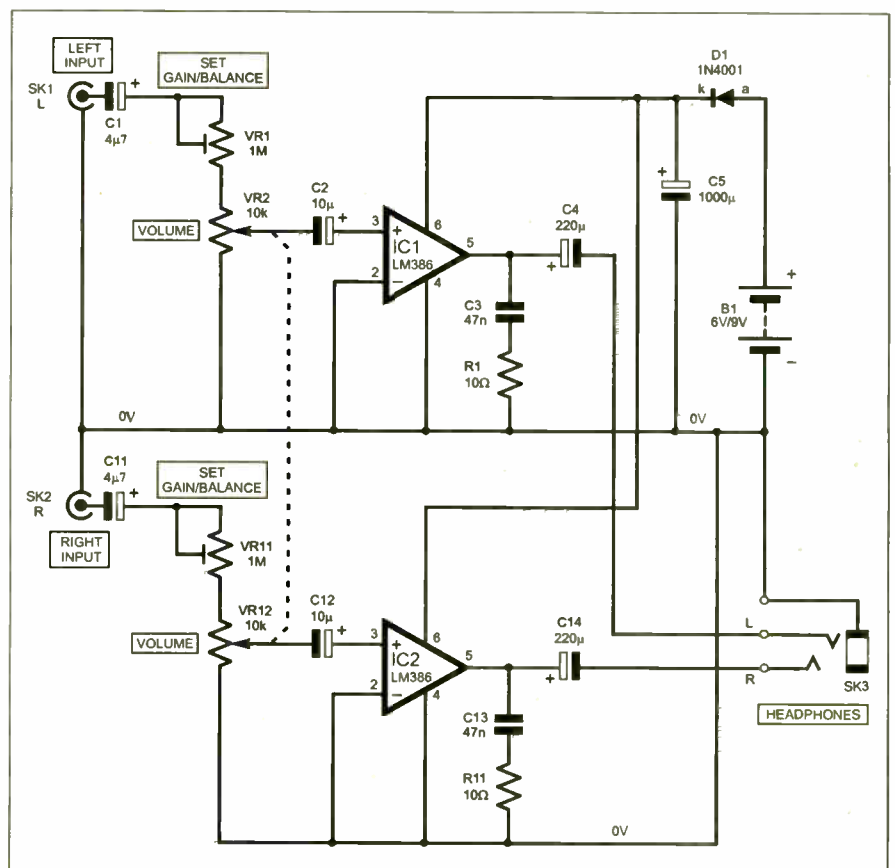 LEFT
INPUT
SK1
L
+
C1
4µ7
SET
GAIN/BALANCE
VR1
1M
VR2
10k
VOLUME
C2
10µ
+
3
+
2
−
IC1
LM386
6
5
4
C4
220µ
+
C3
47n
R1
10Ω
D1
1N4001
k
a
+
C5
1000µ
+
B1
6V/9V
−
0V
0V
SK2
R
C11
4µ7
+
RIGHT
INPUT
SET
GAIN/BALANCE
VR11
1M
VR12
10k
VOLUME
C12
10µ
+
3
+
2
−
IC2
LM386
6
5
4
C14
220µ
+
C13
47n
R11
10Ω
L
R
SK3
HEADPHONES
0V